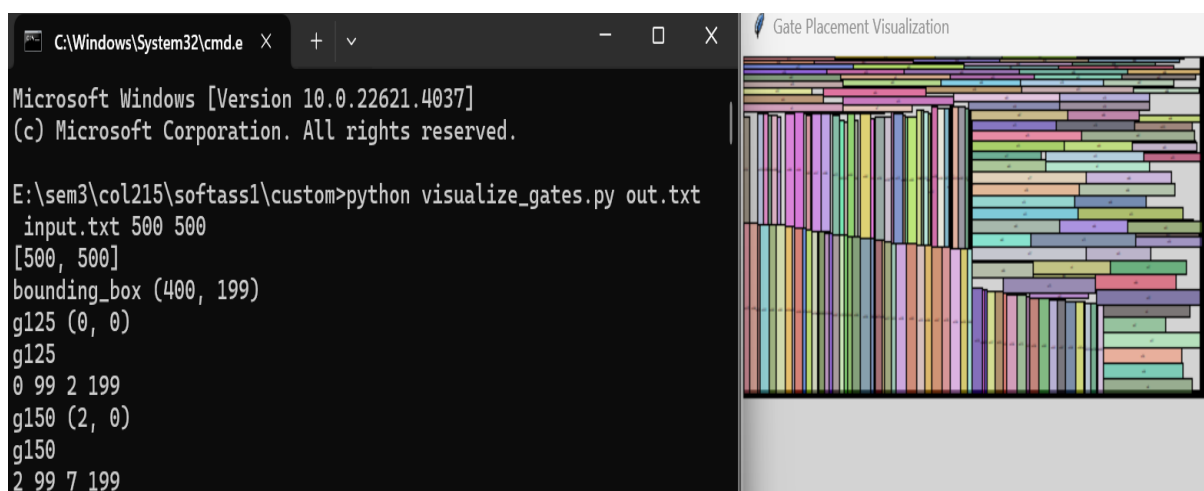 C:\Windows\System32\cmd.e
Gate Placement Visualization
Microsoft Windows [Version 10.0.22621.4037]
(c) Microsoft Corporation. All rights reserved.
E:\sem3\col215\softass1\custom>python visualize_gates.py out.txt
input.txt 500 500
[500, 500]
bounding_box (400, 199)
g125 (0, 0)
g125
0 99 2 199
g150 (2, 0)
g150
2 99 7 199